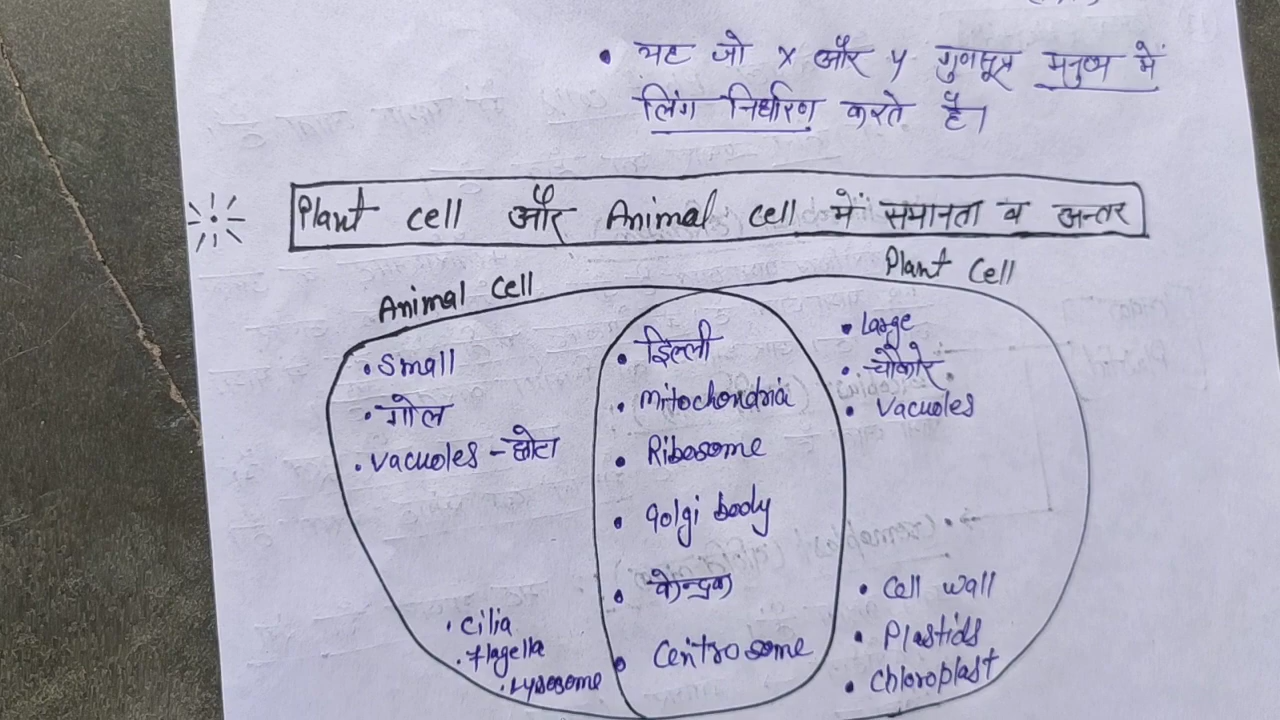 • यह जो X और Y गुणसूत्र मनुष्य में
लिंग निर्धारण करते है।
Plant cell और Animal cell में समानता व अन्तर
Animal Cell
• Small
• गोल
• Vacuoles - छोटा
• Cilia
• Flagella
• Lysosome
• झिल्ली
• Mitochondria
• Ribosome
• Golgi body
• केन्द्रक
• Centrosome
Plant Cell
• Large
• चौकोर
• Vacuoles
• Cell wall
• Plastids
• Chloroplast